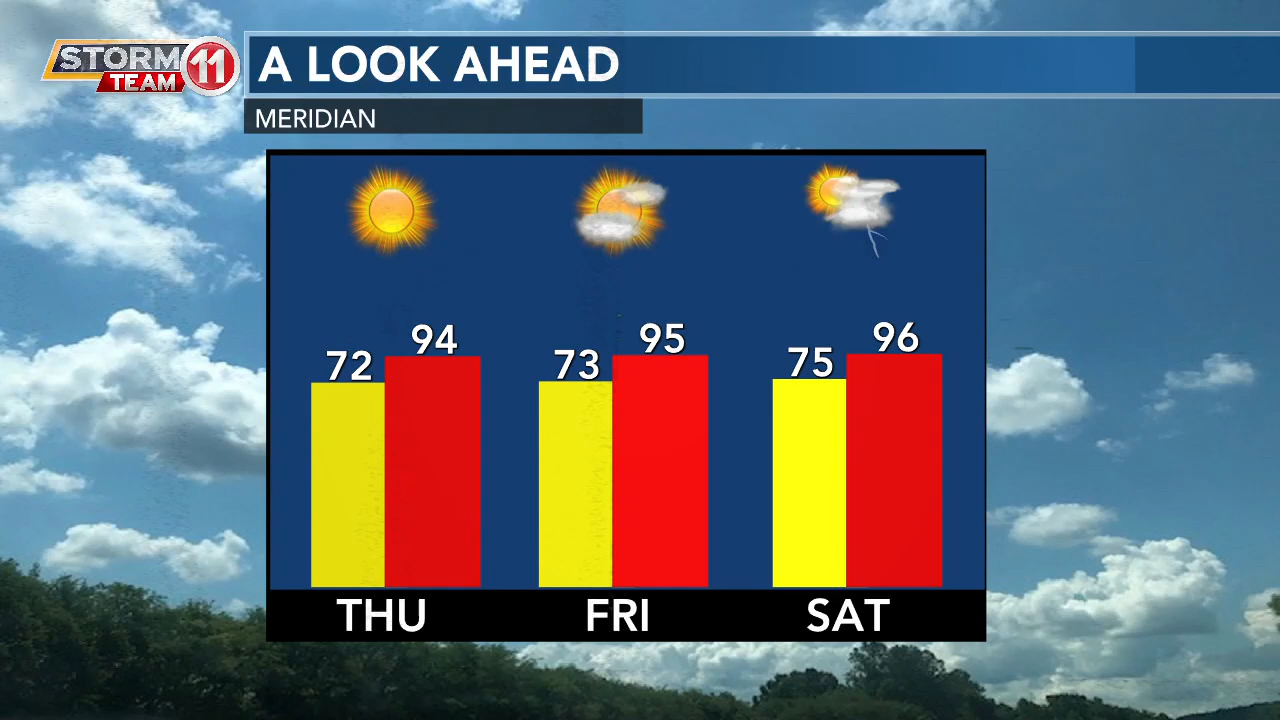 STORM
TEAM
11
A LOOK AHEAD
MERIDIAN
72 94 73 95 75 96
THU FRI SAT